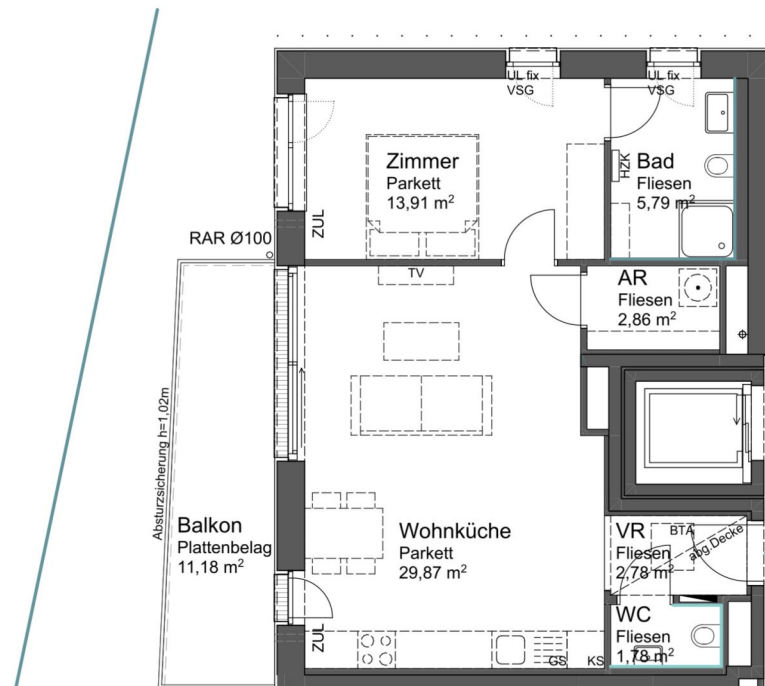 UL fix
VSG
UL fix
VSG
Zimmer
Parkett
13,91 m²
ZUL
HZK
Bad
Fliesen
5,79 m²
RAR Ø100
TV
AR
Fliesen
2,86 m²
Absturzsicherung h=1,02m
Balkon
Plattenbelag
11,18 m²
Wohnküche
Parkett
29,87 m²
VR
Fliesen
2,78 m²
BTA
abg.Decke
ZUL
WC
Fliesen
1,78 m²
GS
KS